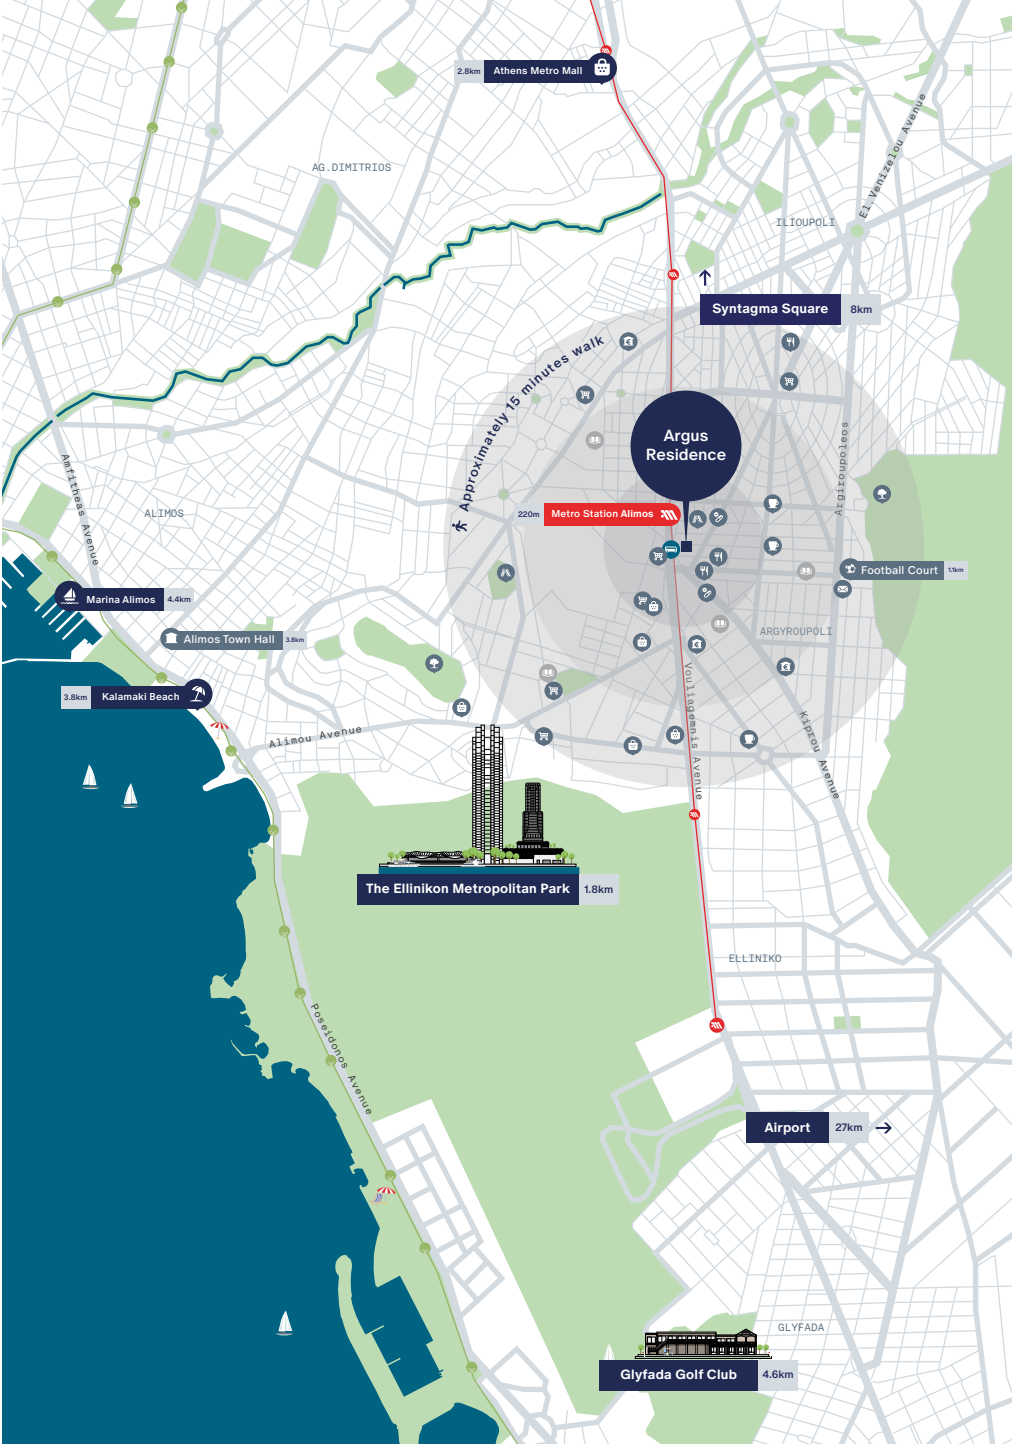 2.8km Athens Metro Mall
AG.DIMITRIOS
El.Venizelou Avenue
ILIOUPOLI
Syntagma Square 8km
Approximately 15 minutes walk
Argus
Residence
Argiroupoleos
Amfitheas Avenue
ALIMOS
220m Metro Station Alimos
Football Court 1.1km
Marina Alimos 4.4km
Alimos Town Hall 3.8km
ARGYROUPOLI
3.8km Kalamaki Beach
Vouliagemnis Avenue
Kiprou Avenue
Alimou Avenue
The Ellinikon Metropolitan Park 1.8km
ELLINIKO
Poseidonos Avenue
Airport 27km
GLYFADA
Glyfada Golf Club 4.6km